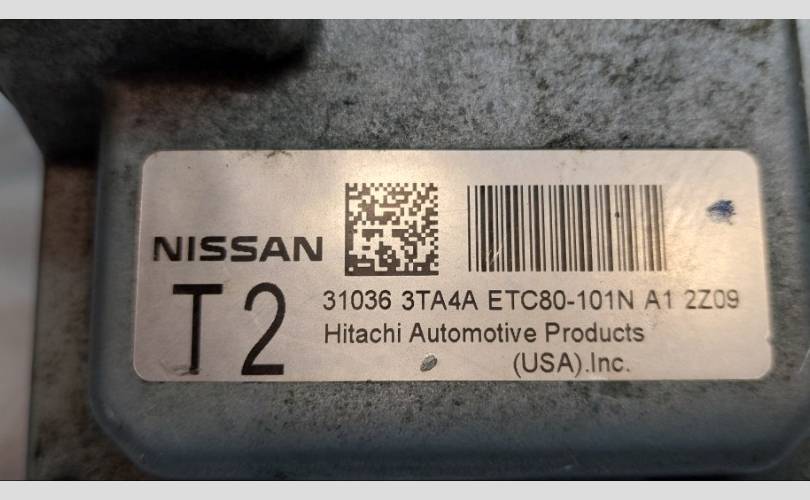 NISSAN
T2
31036 3TA4A ETC80-101N A1 2Z09
Hitachi Automotive Products
(USA).Inc.